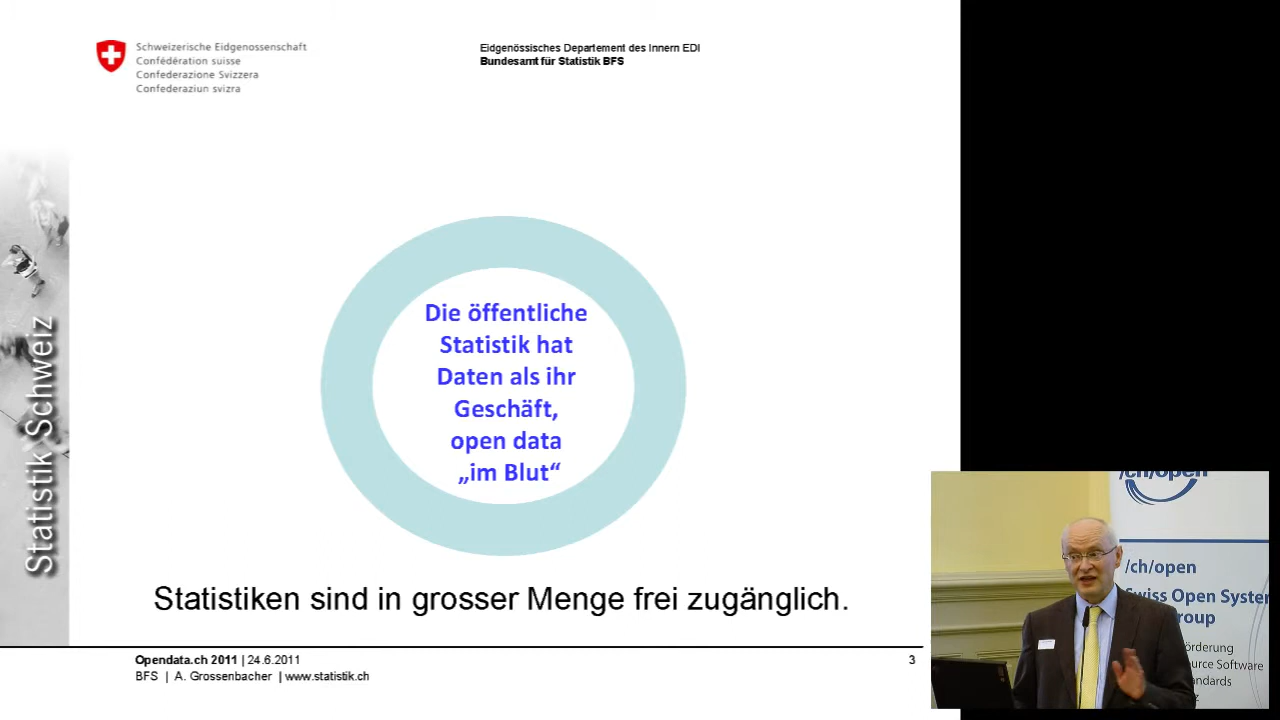 Schweizerische Eidgenossenschaft
Confédération suisse
Confederazione Svizzera
Confederaziun svizra
Eidgenössisches Departement des Innern EDI
Bundesamt für Statistik BFS
Statistik Schweiz
Die öffentliche
Statistik hat
Daten als ihr
Geschäft,
open data
„im Blut“
Statistiken sind in grosser Menge frei zugänglich.
Opendata.ch 2011 | 24.6.2011
3
BFS | A. Grossenbacher | www.statistik.ch
/ch/open
/ch/open
Swiss Open System
roup
örderung
ource Software
andards